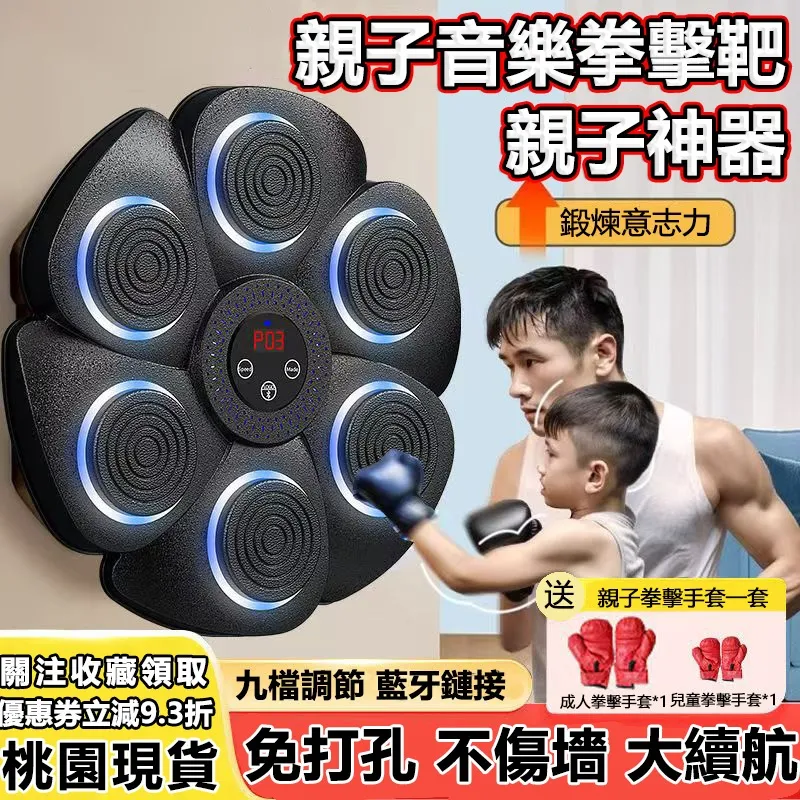 親子音樂拳擊靶
親子神器
鍛煉意志力
P03
Speed
Mode
送 親子拳擊手套一套
成人拳擊手套*1 兒童拳擊手套*1
關注收藏領取
優惠券立減9.3折
桃園現貨
九檔調節 藍牙鏈接
免打孔 不傷墻 大續航